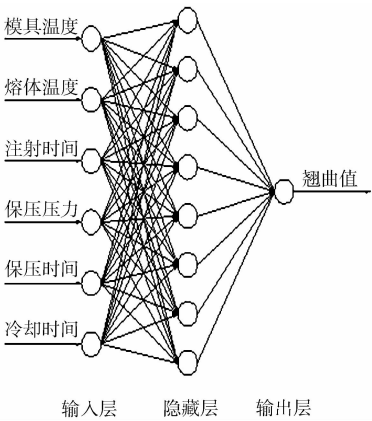 模具温度
熔体温度
注射时间
保压压力
保压时间
冷却时间
翘曲值
输入层 隐藏层 输出层